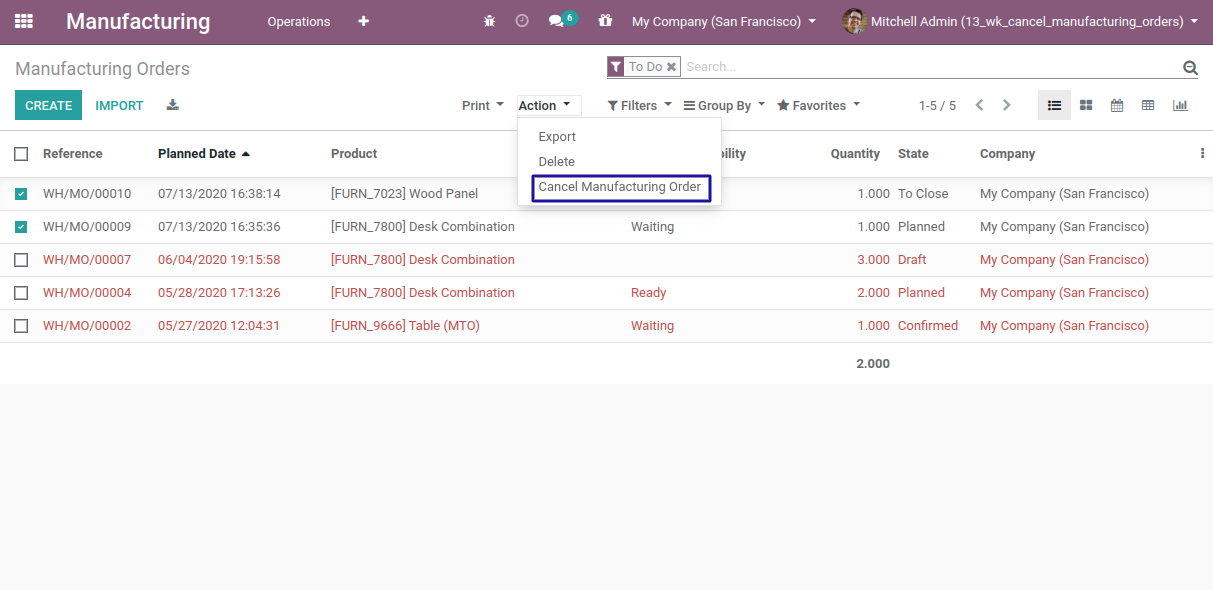 Manufacturing Operations 6 My Company (San Francisco) Mitchell Admin (13_wk_cancel_manufacturing_orders)
Manufacturing Orders To Do Search...
CREATE IMPORT Print Action Filters Group By Favorites 1-5 / 5
Export
Delete
Cancel Manufacturing Order
Reference Planned Date Product bility Quantity State Company
WH/MO/00010 07/13/2020 16:38:14 [FURN_7023] Wood Panel 1.000 To Close My Company (San Francisco)
WH/MO/00009 07/13/2020 16:35:36 [FURN_7800] Desk Combination Waiting 1.000 Planned My Company (San Francisco)
WH/MO/00007 06/04/2020 19:15:58 [FURN_7800] Desk Combination 3.000 Draft My Company (San Francisco)
WH/MO/00004 05/28/2020 17:13:26 [FURN_7800] Desk Combination Ready 2.000 Planned My Company (San Francisco)
WH/MO/00002 05/27/2020 12:04:31 [FURN_9666] Table (MTO) Waiting 1.000 Confirmed My Company (San Francisco)
2.000